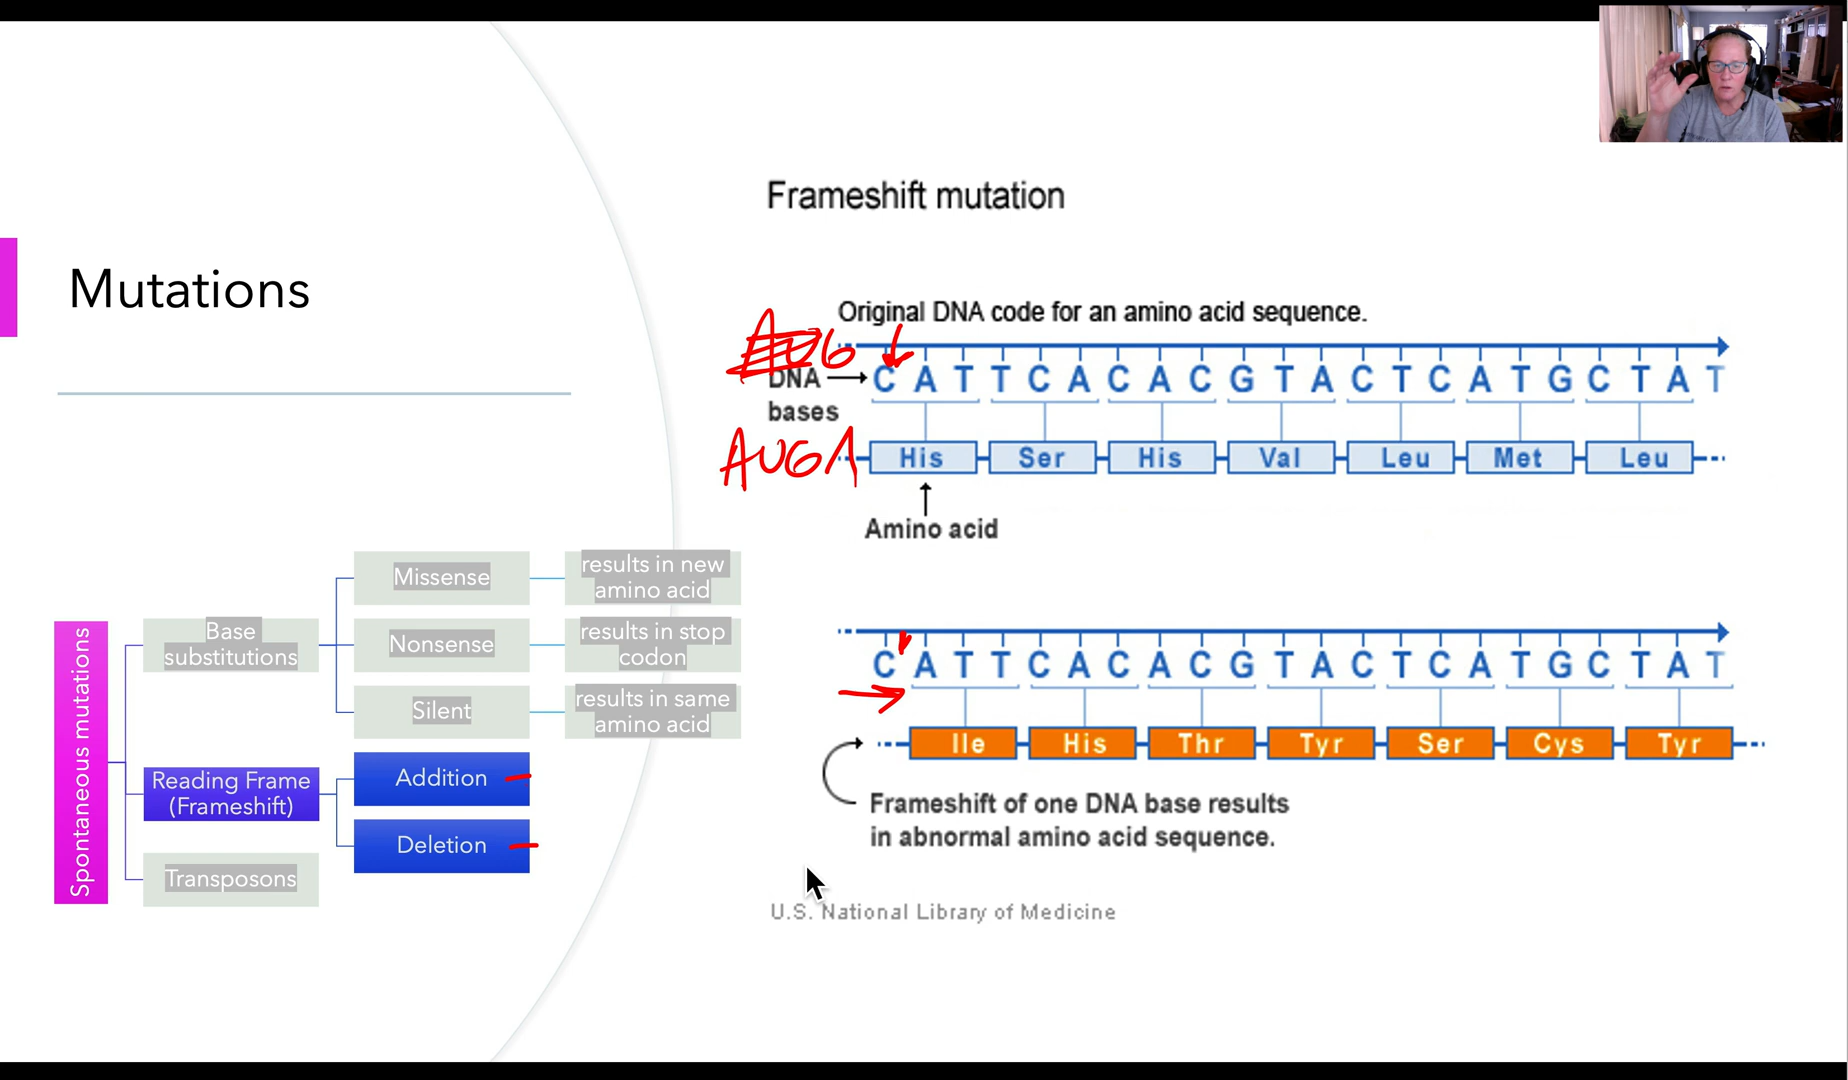 Mutations
Spontaneous mutations
Base
substitutions
Missense
results in new
amino acid
Nonsense
results in stop
codon
Silent
results in same
amino acid
Reading Frame
(Frameshift)
Addition
Deletion
Transposons
Frameshift mutation
Original DNA code for an amino acid sequence.
DNA
bases
C A T T C A C A C G T A C T C A T G C T A T
AUG
His Ser His Val Leu Met Leu
Amino acid
C A T T C A C A C G T A C T C A T G C T A T
Ile His Thr Tyr Ser Cys Tyr
Frameshift of one DNA base results
in abnormal amino acid sequence.
U.S. National Library of Medicine